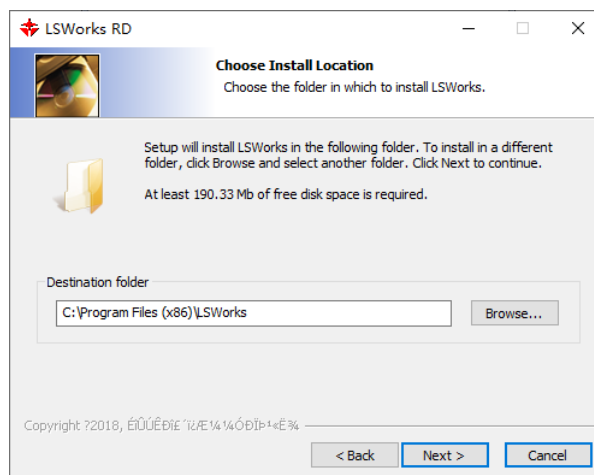 LSWorks RD
Choose Install Location
Choose the folder in which to install LSWorks.
Setup will install LSWorks in the following folder. To install in a different
folder, click Browse and select another folder. Click Next to continue.
At least 190.33 Mb of free disk space is required.
Destination folder
C:\Program Files (x86)\LSWorks
Browse...
Copyright ?2018,
< Back
Next >
Cancel